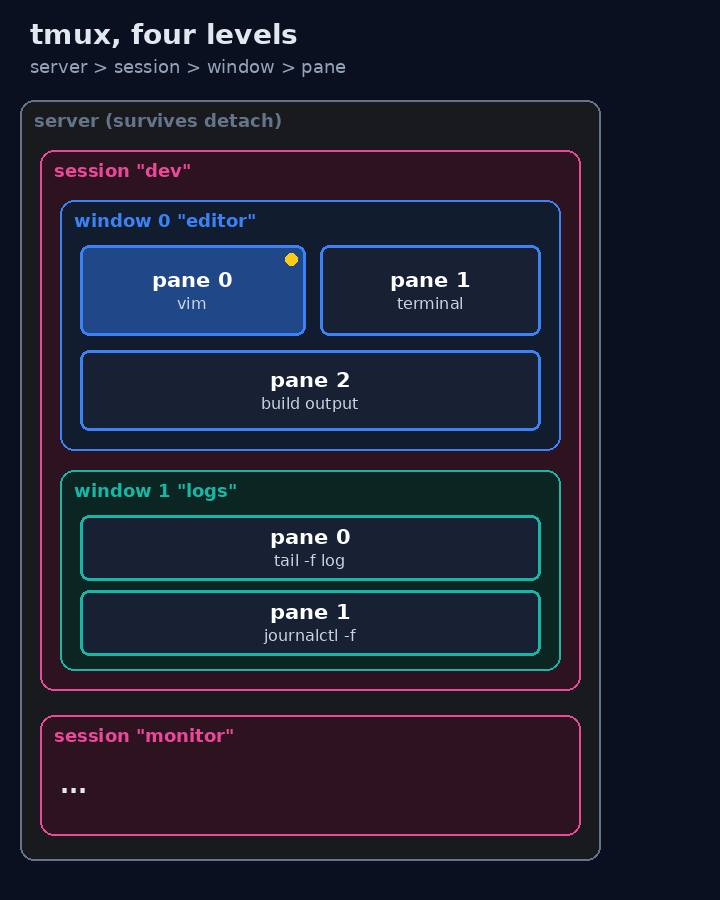 tmux, four levels
server > session > window > pane
server (survives detach)
session "dev"
window 0 "editor"
pane 0
vim
pane 1
terminal
pane 2
build output
window 1 "logs"
pane 0
tail -f log
pane 1
journalctl -f
session "monitor"
...